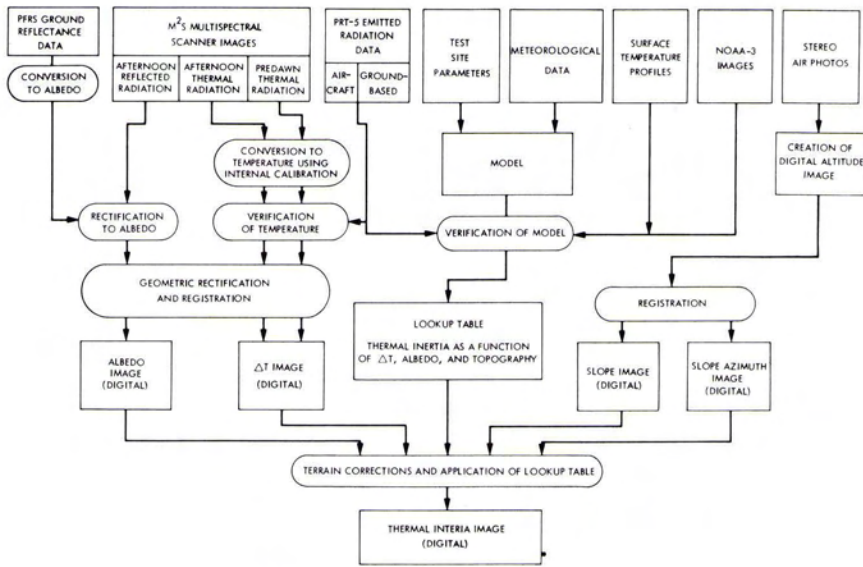 PFRS GROUND
REFLECTANCE
DATA
CONVERSION
TO ALBEDO
M²S MULTISPECTRAL
SCANNER IMAGES
AFTERNOON
REFLECTED
RADIATION
AFTERNOON
THERMAL
RADIATION
PREDAWN
THERMAL
RADIATION
PRT-5 EMITTED
RADIATION
DATA
AIR-
CRAFT
GROUND-
BASED
TEST
SITE
PARAMETERS
METEOROLOGICAL
DATA
SURFACE
TEMPERATURE
PROFILES
NOAA-3
IMAGES
STEREO
AIR PHOTOS
CONVERSION TO
TEMPERATURE USING
INTERNAL CALIBRATION
MODEL
CREATION OF
DIGITAL ALTITUDE
IMAGE
RECTIFICATION
TO ALBEDO
VERIFICATION
OF TEMPERATURE
VERIFICATION OF MODEL
GEOMETRIC RECTIFICATION
AND REGISTRATION
REGISTRATION
LOOKUP TABLE
THERMAL INERTIA AS A FUNCTION
OF △T, ALBEDO, AND TOPOGRAPHY
ALBEDO
IMAGE
(DIGITAL)
△T IMAGE
(DIGITAL)
SLOPE IMAGE
(DIGITAL)
SLOPE AZIMUTH
IMAGE
(DIGITAL)
TERRAIN CORRECTIONS AND APPLICATION OF LOOKUP TABLE
THERMAL INTERIA IMAGE
(DIGITAL)